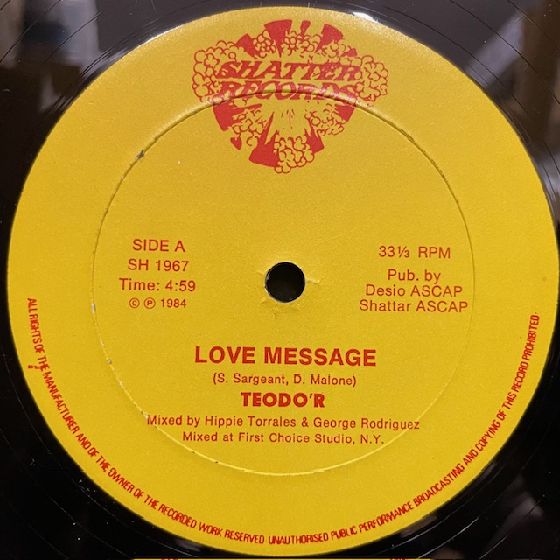 SHATTER
RECORDS
SIDE A
SH 1967
Time: 4:59
© ℗ 1984
33⅓ RPM
Pub. by
Desio ASCAP
Shattar ASCAP
LOVE MESSAGE
(S. Sargeant, D. Malone)
TEODO'R
Mixed by Hippie Torrales & George Rodriguez
Mixed at First Choice Studio, N.Y.
ALL RIGHTS OF THE MANUFACTURER AND OF THE OWNER OF THE RECORDED WORK RESERVED UNAUTHORISED PUBLIC PERFORMANCE BROADCASTING AND COPYING OF THIS RECORD PROHIBITED